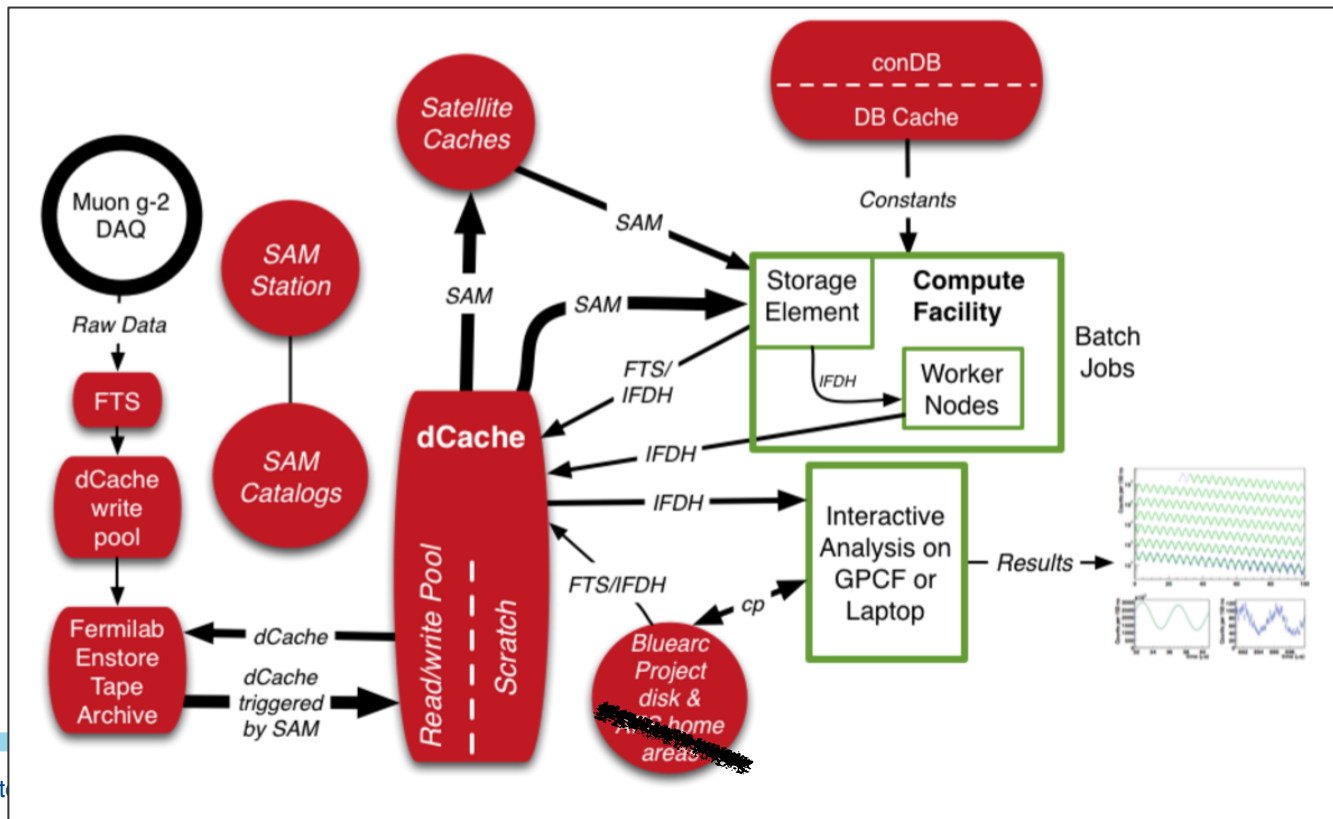 conDB
DB Cache
Satellite
Caches
Muon g-2
DAQ
Constants
SAM
SAM
Station
Storage
Element
Compute
Facility
Batch
Jobs
SAM
SAM
Raw Data
FTS/
IFDH
IFDH
Worker
Nodes
FTS
dCache
IFDH
SAM
Catalogs
dCache
write
pool
IFDH
Interactive
Analysis on
GPCF or
Laptop
Results
Read/write Pool
Scratch
FTS/IFDH
cp
Fermilab
Enstore
Tape
Archive
dCache
dCache
triggered
by SAM
Bluearc
Project
disk &
home
areas